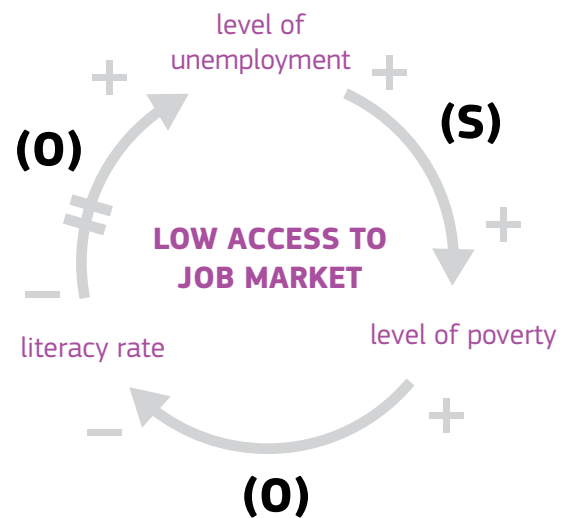 level of
unemployment
+
+
(O)
(S)
LOW ACCESS TO
JOB MARKET
+
−
literacy rate
level of poverty
−
+
(O)